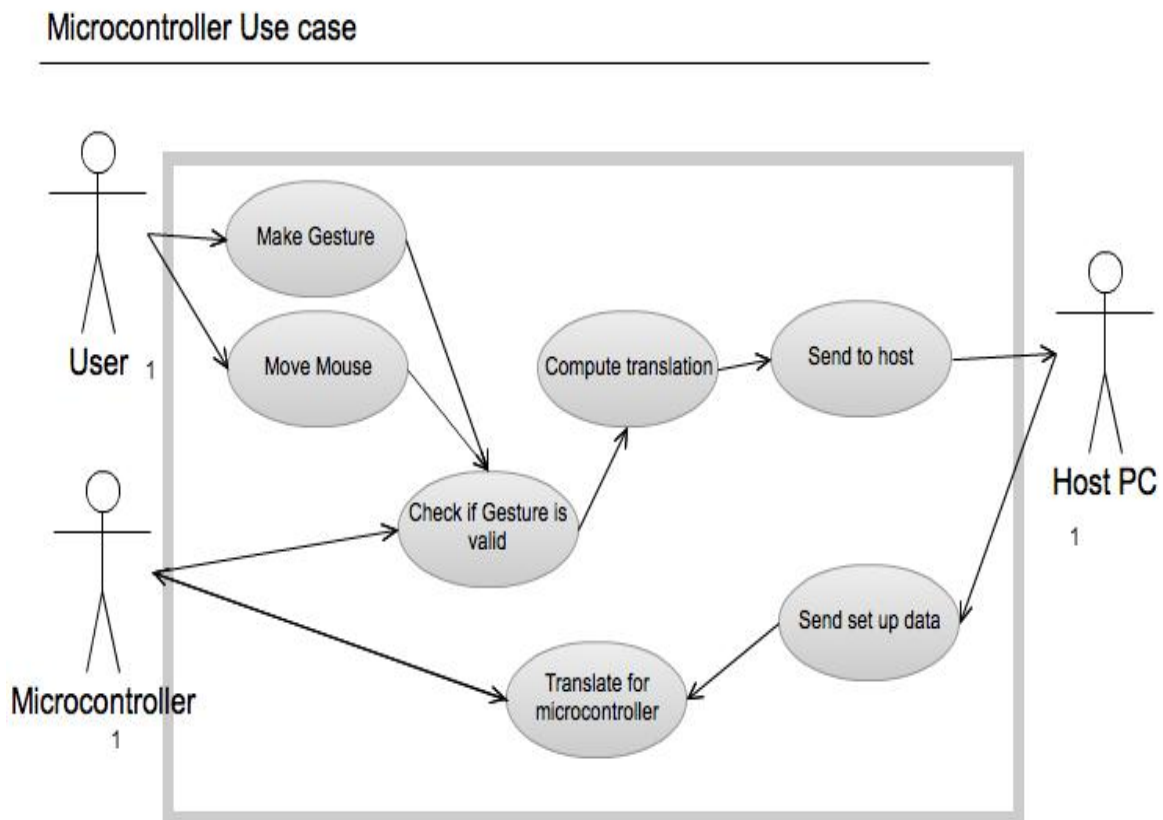 Microcontroller Use case
Make Gesture
User 1
Move Mouse
Compute translation
Send to host
Host PC
1
Check if Gesture is
valid
Send set up data
Microcontroller
1
Translate for
microcontroller